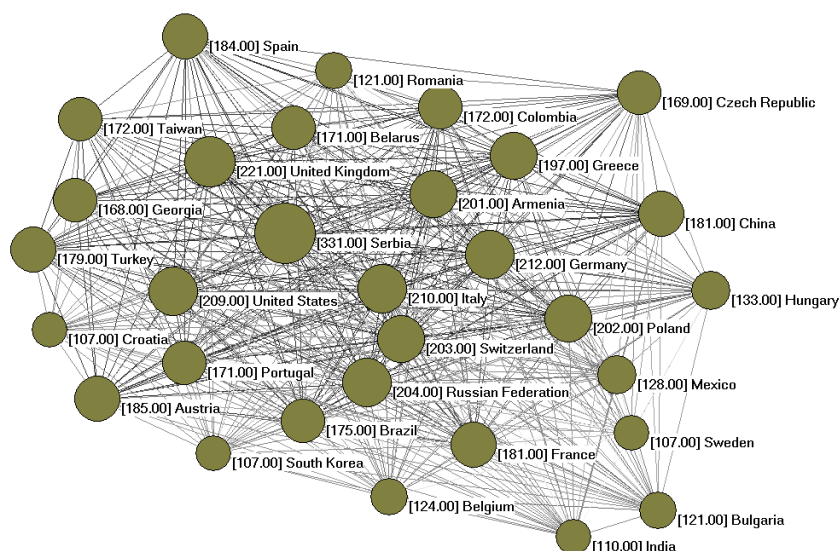 [184.00] Spain
[121.00] Romania
[169.00] Czech Republic
[172.00] Colombia
[172.00] Taiwan
[171.00] Belarus
[197.00] Greece
[221.00] United Kingdom
[201.00] Armenia
[168.00] Georgia
[181.00] China
[331.00] Serbia
[179.00] Turkey
[212.00] Germany
[209.00] United States
[210.00] Italy
[133.00] Hungary
[202.00] Poland
[107.00] Croatia
[203.00] Switzerland
[171.00] Portugal
[128.00] Mexico
[204.00] Russian Federation
[185.00] Austria
[175.00] Brazil
[107.00] Sweden
[181.00] France
[107.00] South Korea
[124.00] Belgium
[121.00] Bulgaria
[110.00] India